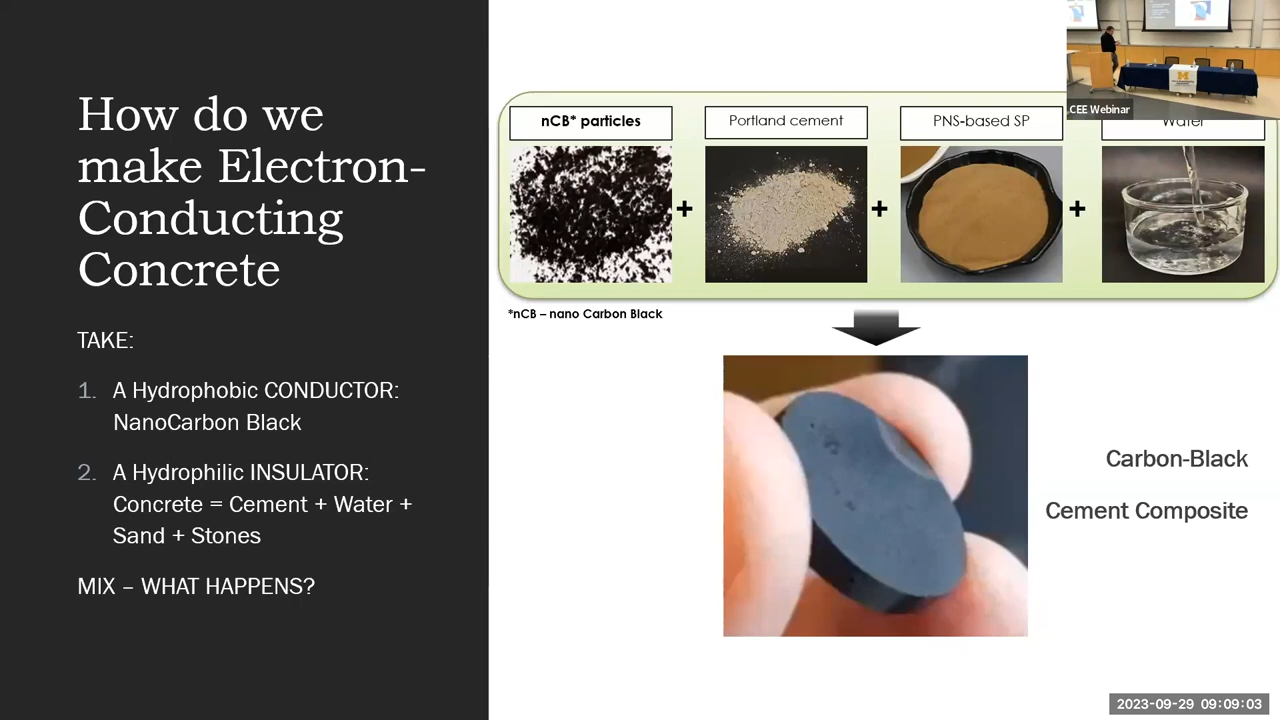 How do we
make Electron-
Conducting
Concrete
TAKE:
1. A Hydrophobic CONDUCTOR:
NanoCarbon Black
2. A Hydrophilic INSULATOR:
Concrete = Cement + Water +
Sand + Stones
MIX – WHAT HAPPENS?
nCB* particles
Portland cement
PNS-based SP
Water
+ + +
*nCB – nano Carbon Black
Carbon-Black
Cement Composite
M
CEE Webinar
2023-09-29 09:09:03